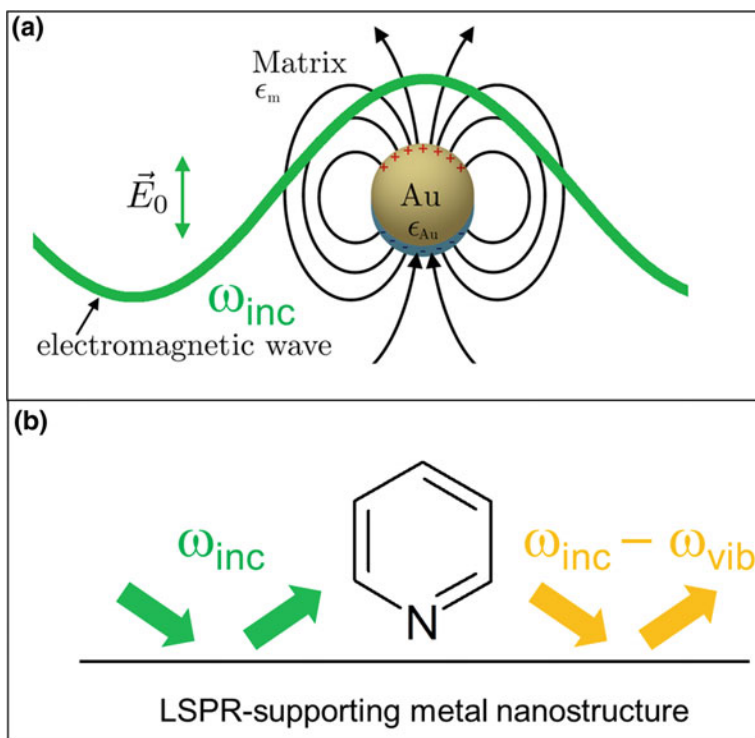 (a)
Matrix
ϵm
E⃗0
+ + + + + + +
Au
ϵAu
- - - - - - -
ωinc
electromagnetic wave
(b)
ωinc
ωinc − ωvib
N
LSPR-supporting metal nanostructure